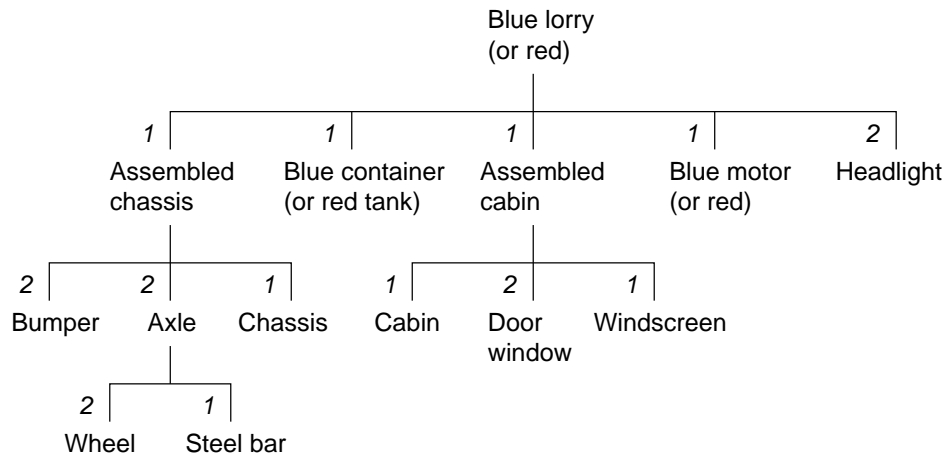 Blue lorry
(or red)
1 1 1 1 2
Assembled
chassis
Blue container
(or red tank)
Assembled
cabin
Blue motor
(or red)
Headlight
2 2 1 1 2 1
Bumper
Axle
Chassis
Cabin
Door
window
Windscreen
2 1
Wheel
Steel bar